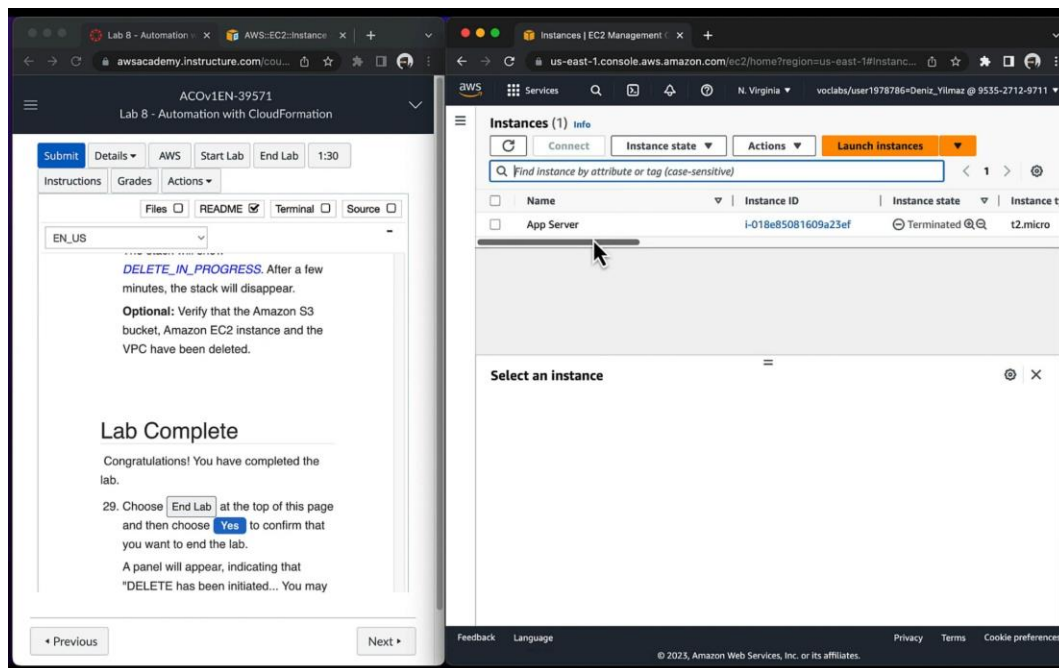 Lab 8 - Automation
AWS::EC2::Instance
awsacademy.instructure.com/cou...
ACOv1EN-39571
Lab 8 - Automation with CloudFormation
Submit Details AWS Start Lab End Lab 1:30
Instructions Grades Actions
Files README Terminal Source
EN_US
DELETE_IN_PROGRESS. After a few
minutes, the stack will disappear.
Optional: Verify that the Amazon S3
bucket, Amazon EC2 instance and the
VPC have been deleted.
Lab Complete
Congratulations! You have completed the
lab.
29. Choose End Lab at the top of this page
and then choose Yes to confirm that
you want to end the lab.
A panel will appear, indicating that
"DELETE has been initiated... You may
Previous Next
Instances | EC2 Management
us-east-1.console.aws.amazon.com/ec2/home?region=us-east-1#Instanc...
aws Services N. Virginia voclabs/user1978786=Deniz_Yilmaz @ 9535-2712-9711
Instances (1) Info
Connect Instance state Actions Launch instances
Find instance by attribute or tag (case-sensitive) 1
Name Instance ID Instance state Instance t
App Server i-018e85081609a23ef Terminated t2.micro
Select an instance
Feedback Language Privacy Terms Cookie preferences
© 2023, Amazon Web Services, Inc. or its affiliates.